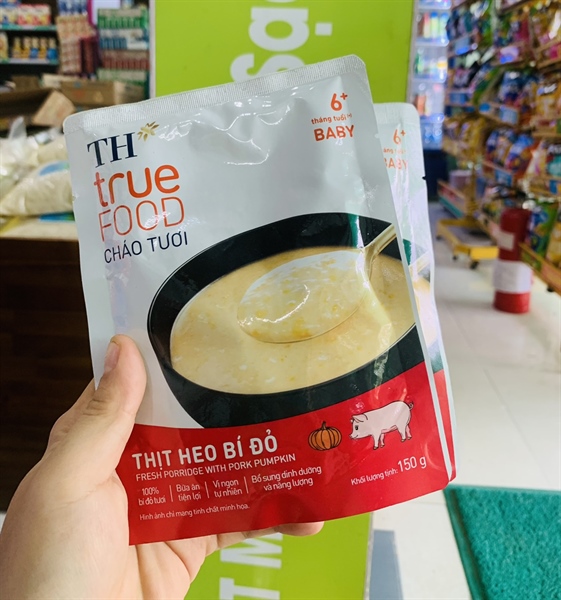 TH
true
FOOD
CHÁO TƯƠI
6+
tháng tuổi
BABY
6+
BABY
THỊT HEO BÍ ĐỎ
FRESH PORRIDGE WITH PORK PUMPKIN
100%
bí đỏ tươi
Bữa ăn
tiện lợi
Vị ngon
tự nhiên
Bổ sung dinh dưỡng
và năng lượng
Hình ảnh chỉ mang tính chất minh họa.
Khối lượng tịnh: 150 g